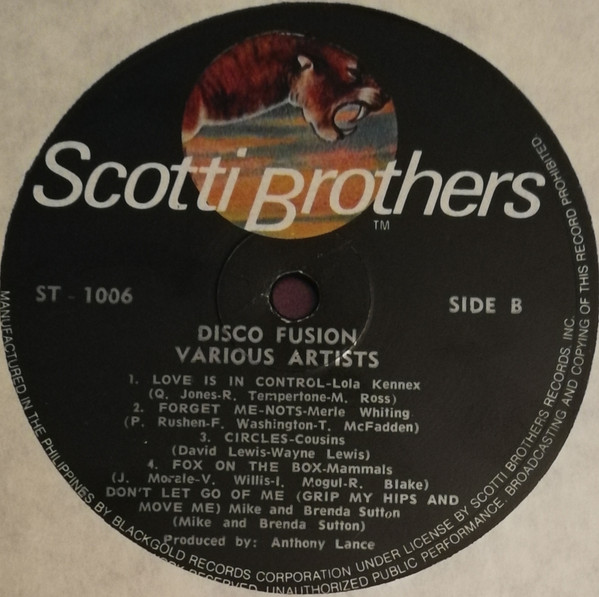 Scotti Brothers
TM
ST - 1006
SIDE B
DISCO FUSION
VARIOUS ARTISTS
1. LOVE IS IN CONTROL-Lola Kennex
(Q. Jones-R. Tempertone-M. Ross)
2. FORGET ME-NOTS-Merle Whiting
(P. Rushen-F. Washington-T. McFadden)
3. CIRCLES-Cousins
(David Lewis-Wayne Lewis)
4. FOX ON THE BOX-Mammals
(J. Morale-V. Willis-I. Mogul-R. Blake)
DON'T LET GO OF ME (GRIP MY HIPS AND
MOVE ME) Mike and Brenda Sutton
(Mike and Brenda Sutton)
Produced by: Anthony Lance
MANUFACTURED IN THE PHILIPPINES BY BLACKGOLD RECORDS CORPORATION UNDER LICENSE BY SCOTTI BROTHERS RECORDS, INC.
WORK RESERVED. UNAUTHORIZED PUBLIC PERFORMANCE, BROADCASTING AND COPYING OF THIS RECORD PROHIBITED.